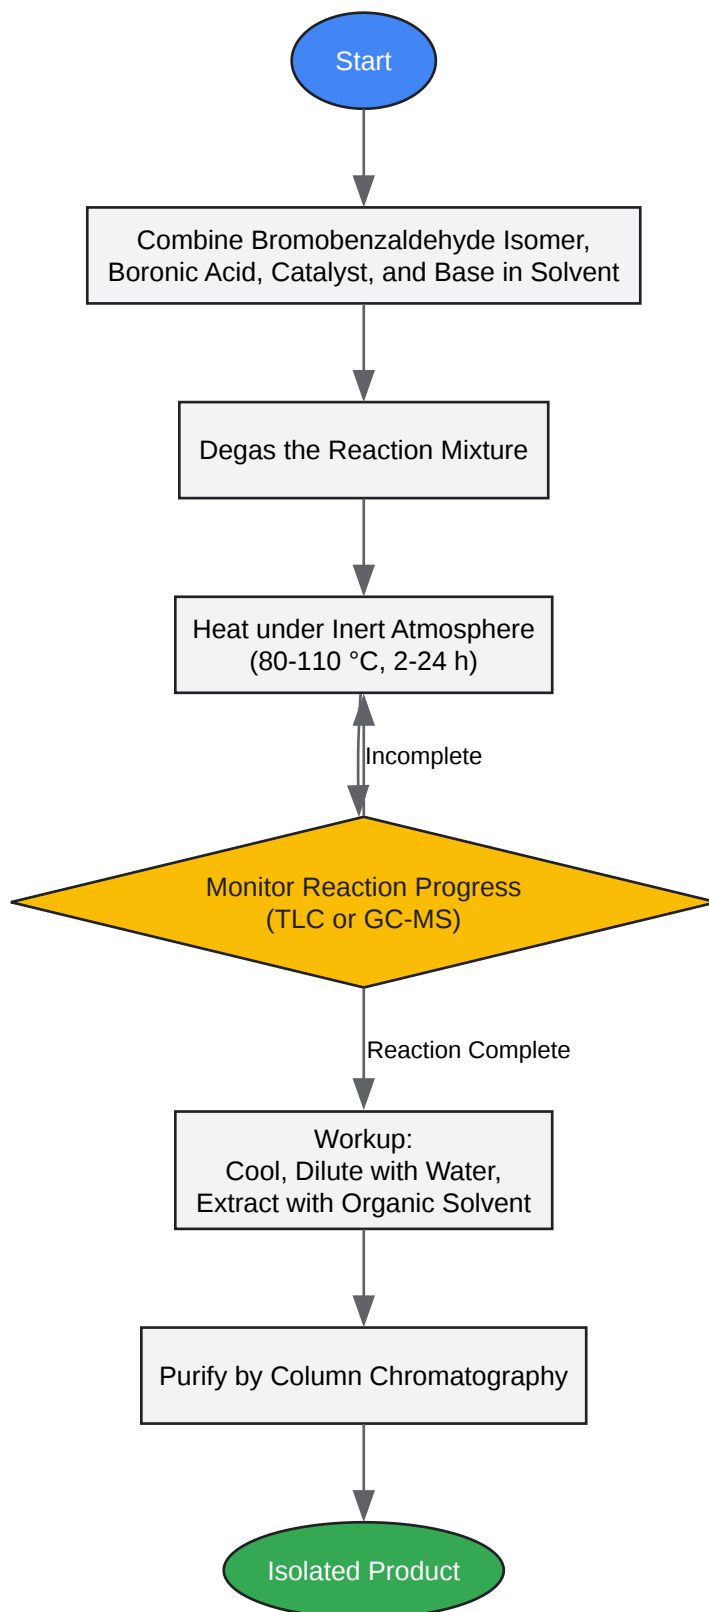 Start
Combine Bromobenzaldehyde Isomer,
Boronic Acid, Catalyst, and Base in Solvent
Degas the Reaction Mixture
Heat under Inert Atmosphere
(80-110 °C, 2-24 h)
Incomplete
Monitor Reaction Progress
(TLC or GC-MS)
Reaction Complete
Workup:
Cool, Dilute with Water,
Extract with Organic Solvent
Purify by Column Chromatography
Isolated Product